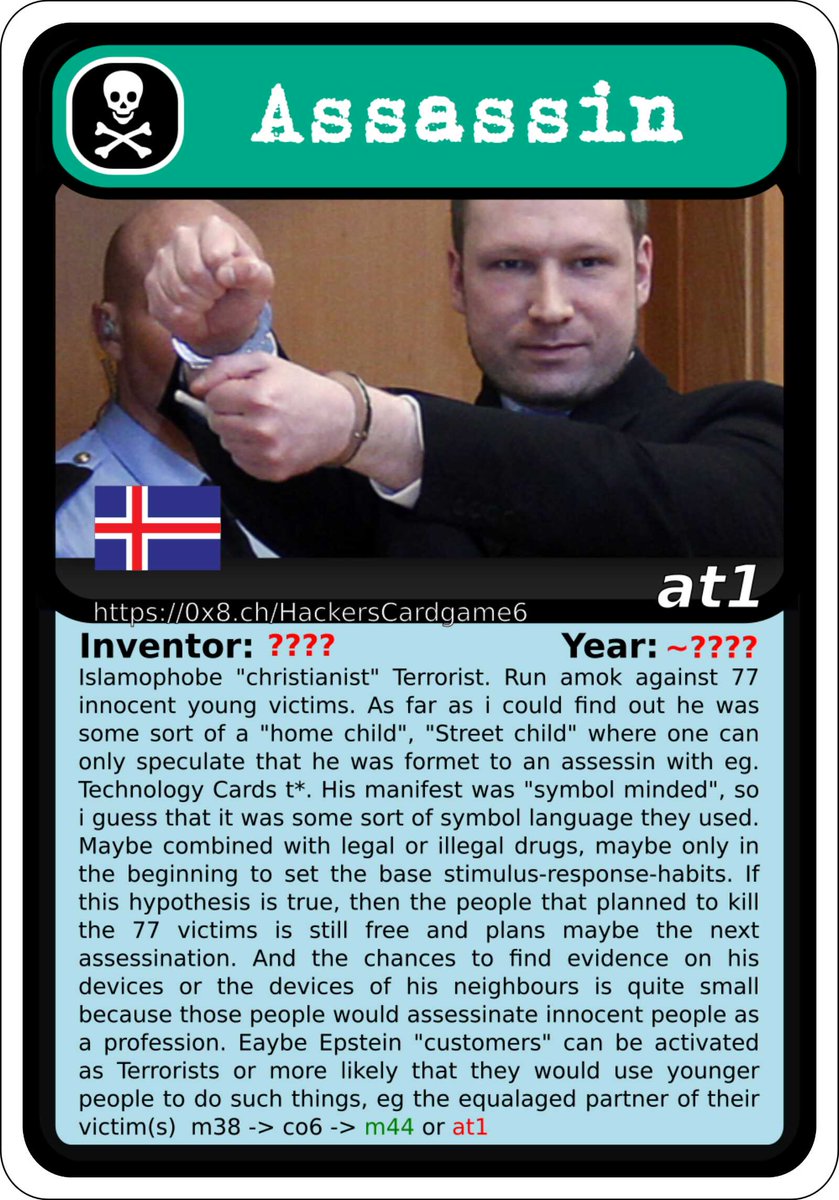 Assassin
at1
https://0x8.ch/HackersCardgame6
Inventor: ???? Year: ~????
Islamophobe "christianist" Terrorist. Run amok against 77
innocent young victims. As far as i could find out he was
some sort of a "home child", "Street child" where one can
only speculate that he was formet to an assessin with eg.
Technology Cards t*. His manifest was "symbol minded", so
i guess that it was some sort of symbol language they used.
Maybe combined with legal or illegal drugs, maybe only in
the beginning to set the base stimulus-response-habits. If
this hypothesis is true, then the people that planned to kill
the 77 victims is still free and plans maybe the next
assessination. And the chances to find evidence on his
devices or the devices of his neighbours is quite small
because those people would assessinate innocent people as
a profession. Eaybe Epstein "customers" can be activated
as Terrorists or more likely that they would use younger
people to do such things, eg the equalaged partner of their
victim(s) m38 -> co6 -> m44 or at1